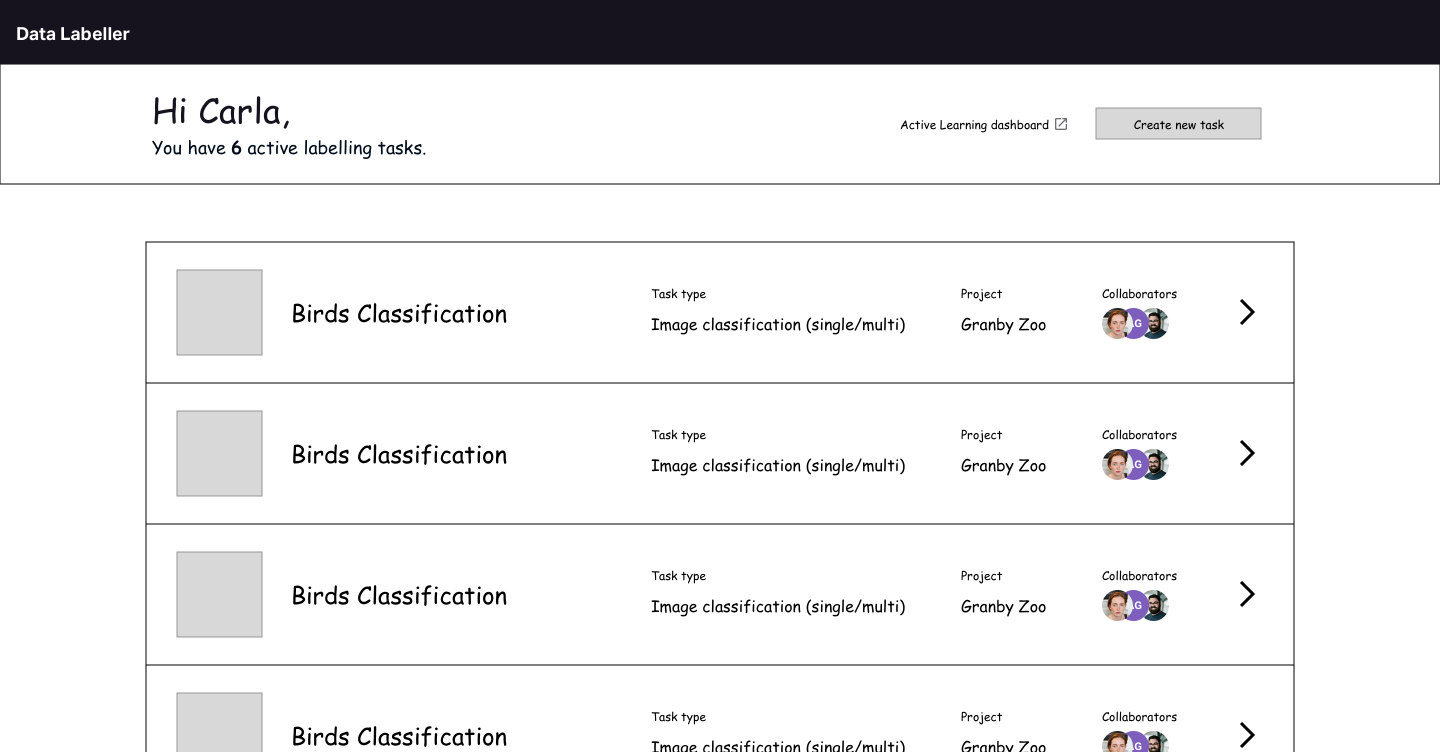 Data Labeller
Hi Carla,
You have 6 active labelling tasks.
Active Learning dashboard
Create new task
Birds Classification
Task type
Image classification (single/multi)
Project
Granby Zoo
Collaborators
Birds Classification
Task type
Image classification (single/multi)
Project
Granby Zoo
Collaborators
Birds Classification
Task type
Image classification (single/multi)
Project
Granby Zoo
Collaborators
Birds Classification
Task type
Image classification (single/multi)
Project
Granby Zoo
Collaborators